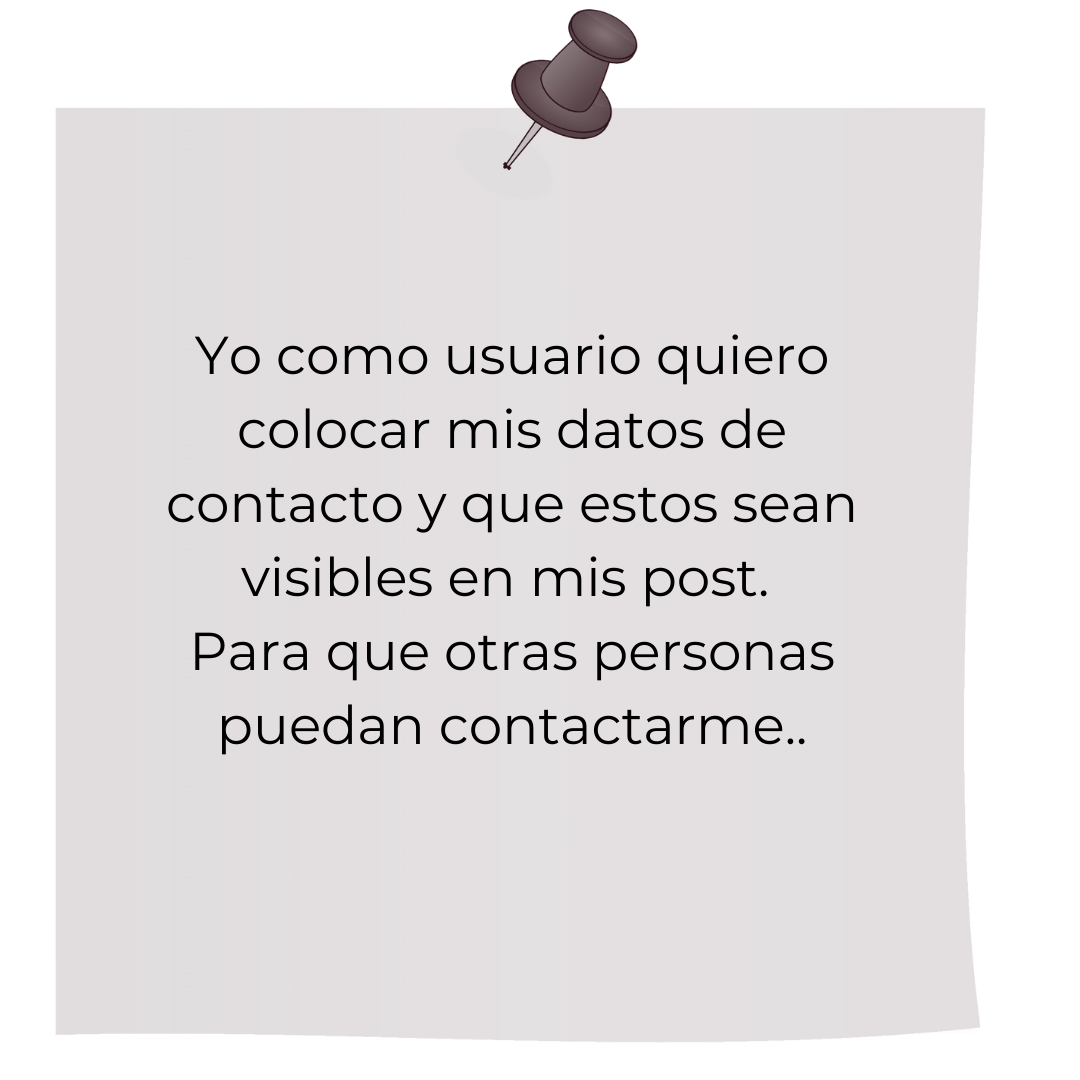 Yo como usuario quiero
colocar mis datos de
contacto y que estos sean
visibles en mis post.
Para que otras personas
puedan contactarme..